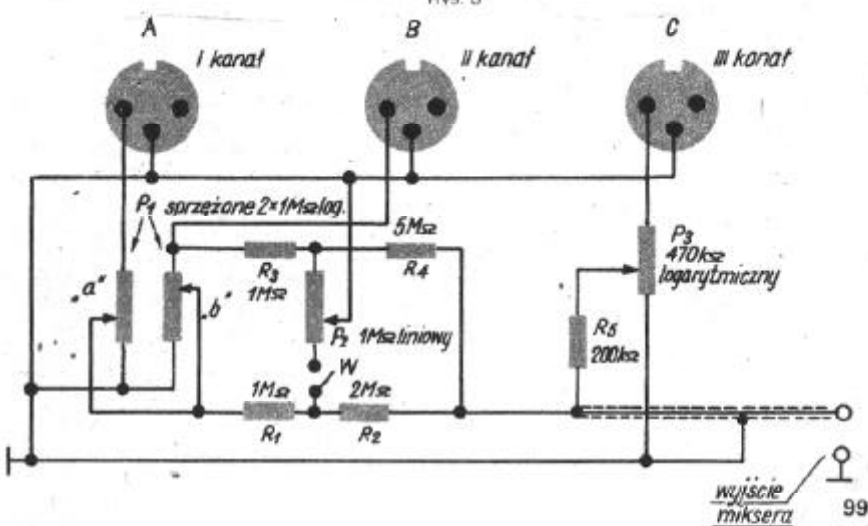 A
B
C
I kanał
II kanał
III kanał
P1 sprzężone 2×1MΩ log.
5MΩ
R4
R3
1MΩ
"a"
"b"
P2 1MΩ liniowy
W
P3
470kΩ
logarytmiczny
R5
200kΩ
1MΩ
R1
2MΩ
R2
wyjście
miksera
99